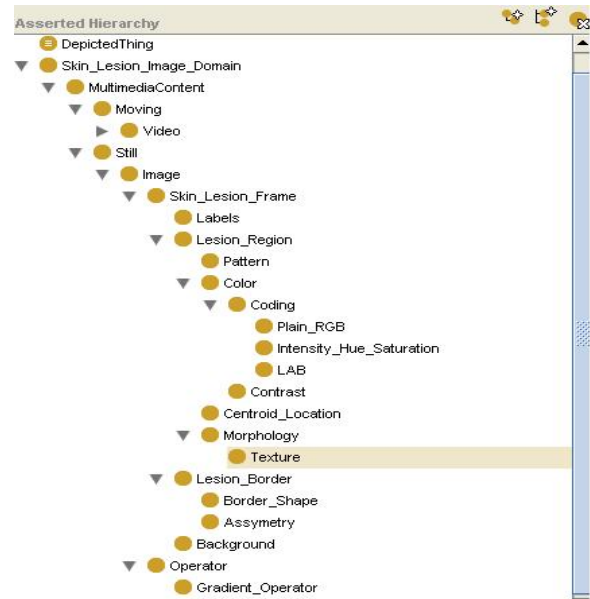 Asserted Hierarchy
DepictedThing
Skin_Lesion_Image_Domain
MultimediaContent
Moving
Video
Still
Image
Skin_Lesion_Frame
Labels
Lesion_Region
Pattern
Color
Coding
Plain_RGB
Intensity_Hue_Saturation
LAB
Contrast
Centroid_Location
Morphology
Texture
Lesion_Border
Border_Shape
Assymetry
Background
Operator
Gradient_Operator